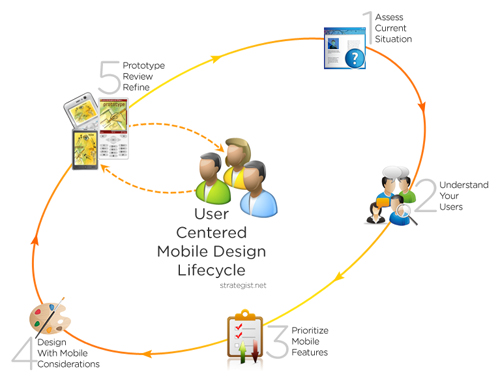 1 Assess
Current
Situation
2 Understand
Your
Users
3 Prioritize
Mobile
Features
4 Design
With Mobile
Considerations
5 Prototype
Review
Refine
prototype
User
Centered
Mobile Design
Lifecycle
strategist.net
?